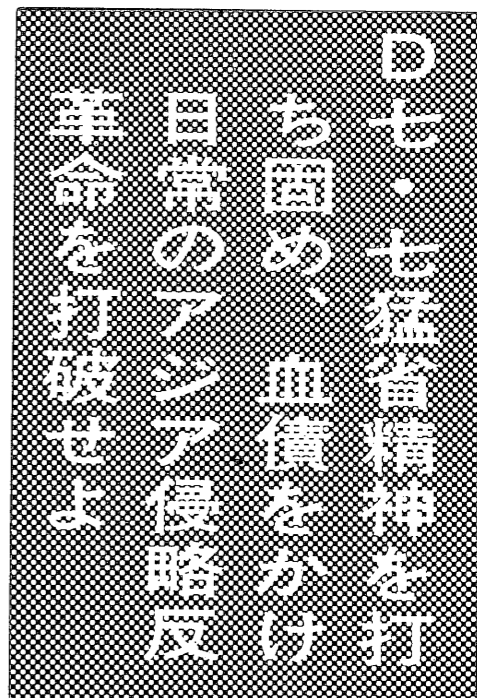 D七・七猛省精神を打
ち固め、血債をかけ
日常のアジア侵略反
革命を打破せよ